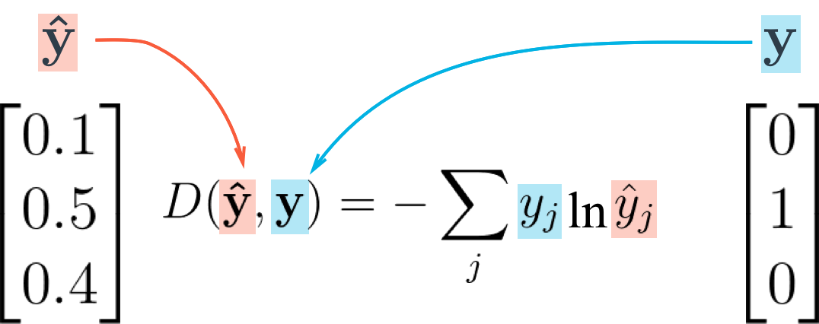 ŷ
y
[0.1
0.5
0.4]
D(ŷ, y) = − ∑_j y_j ln ŷ_j
[0
1
0]